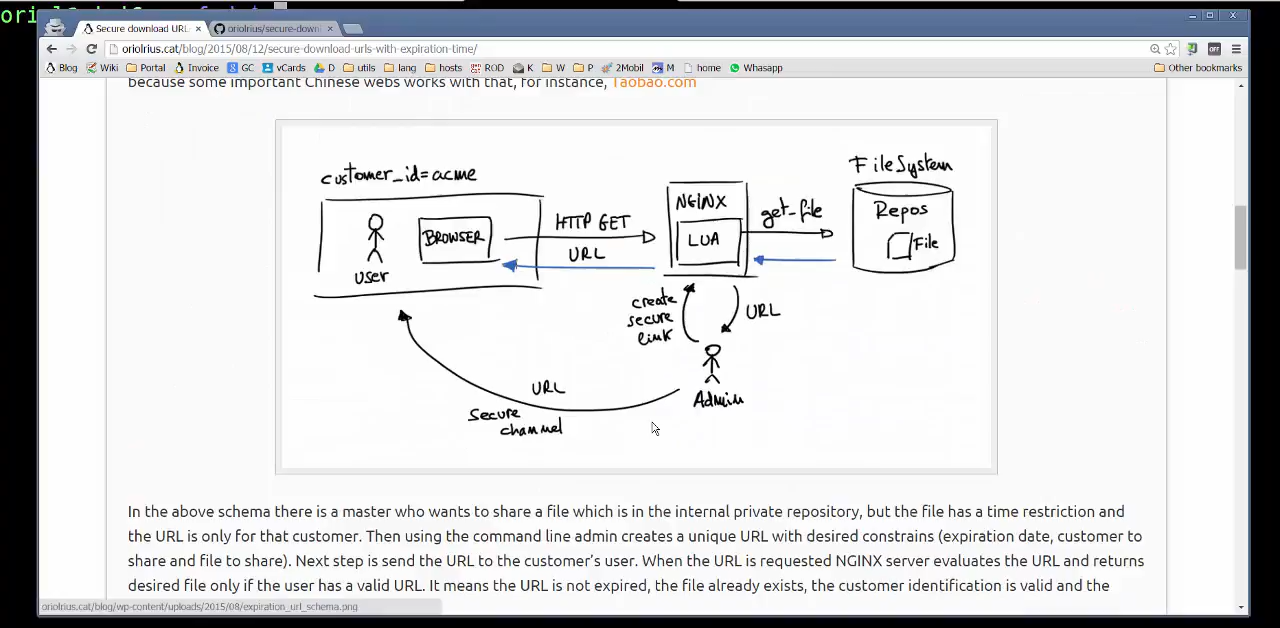 oriol
Secure download URL
oriolrius/secure-down
oriolrius.cat/blog/2015/08/12/secure-download-urls-with-expiration-time/
Blog Wiki Portal Invoice GC vCards D utils lang hosts ROD K W P 2Mobil M home Whasapp Other bookmarks
because some important Chinese webs works with that, for instance, Taobao.com
customer_id=acme
FileSystem
NGINX
LUA
HTTP GET
URL
get_file
Repos
File
BROWSER
User
create
secure
link
URL
Admin
URL
Secure
channel
In the above schema there is a master who wants to share a file which is in the internal private repository, but the file has a time restriction and
the URL is only for that customer. Then using the command line admin creates a unique URL with desired constrains (expiration date, customer to
share and file to share). Next step is send the URL to the customer's user. When the URL is requested NGINX server evaluates the URL and returns
desired file only if the user has a valid URL. It means the URL is not expired, the file already exists, the customer identification is valid and the
oriolrius.cat/blog/wp-content/uploads/2015/08/expiration_url_schema.png